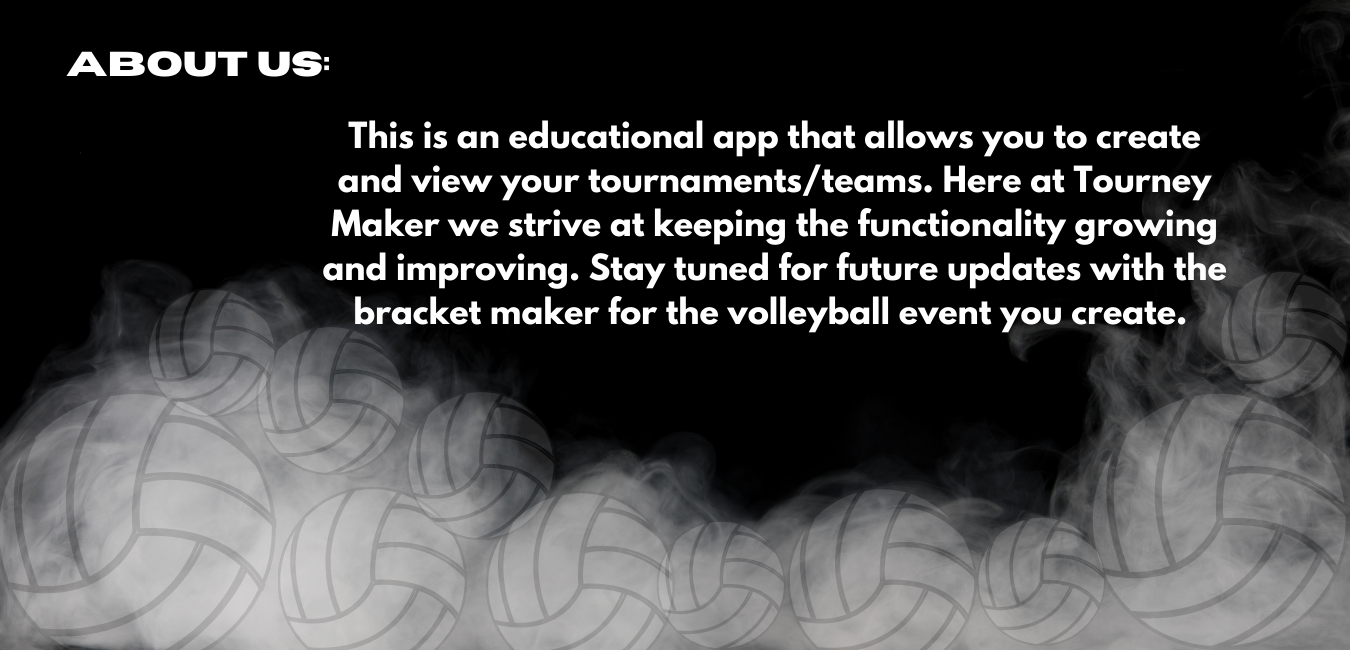 ABOUT US:
This is an educational app that allows you to create
and view your tournaments/teams. Here at Tourney
Maker we strive at keeping the functionality growing
and improving. Stay tuned for future updates with the
bracket maker for the volleyball event you create.